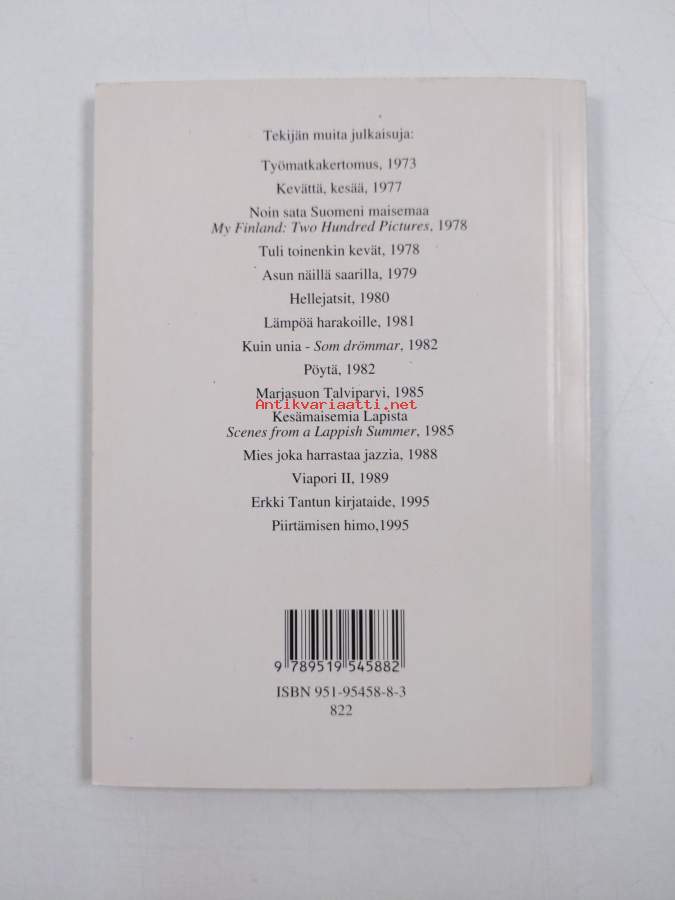 Tekijän muita julkaisuja:
Työmatkakertomus, 1973
Kevättä, kesää, 1977
Noin sata Suomeni maisemaa
My Finland: Two Hundred Pictures, 1978
Tuli toinenkin kevät, 1978
Asun näillä saarilla, 1979
Hellejatsit, 1980
Lämpöä harakoille, 1981
Kuin unia - Som drömmar, 1982
Pöytä, 1982
Marjasuon Talviparvi, 1985
Antikvariaatti.net
Kesämaisemia Lapista
Scenes from a Lappish Summer, 1985
Mies joka harrastaa jazzia, 1988
Viapori II, 1989
Erkki Tantun kirjataide, 1995
Piirtämisen himo,1995
9 789519 545882
ISBN 951-95458-8-3
822